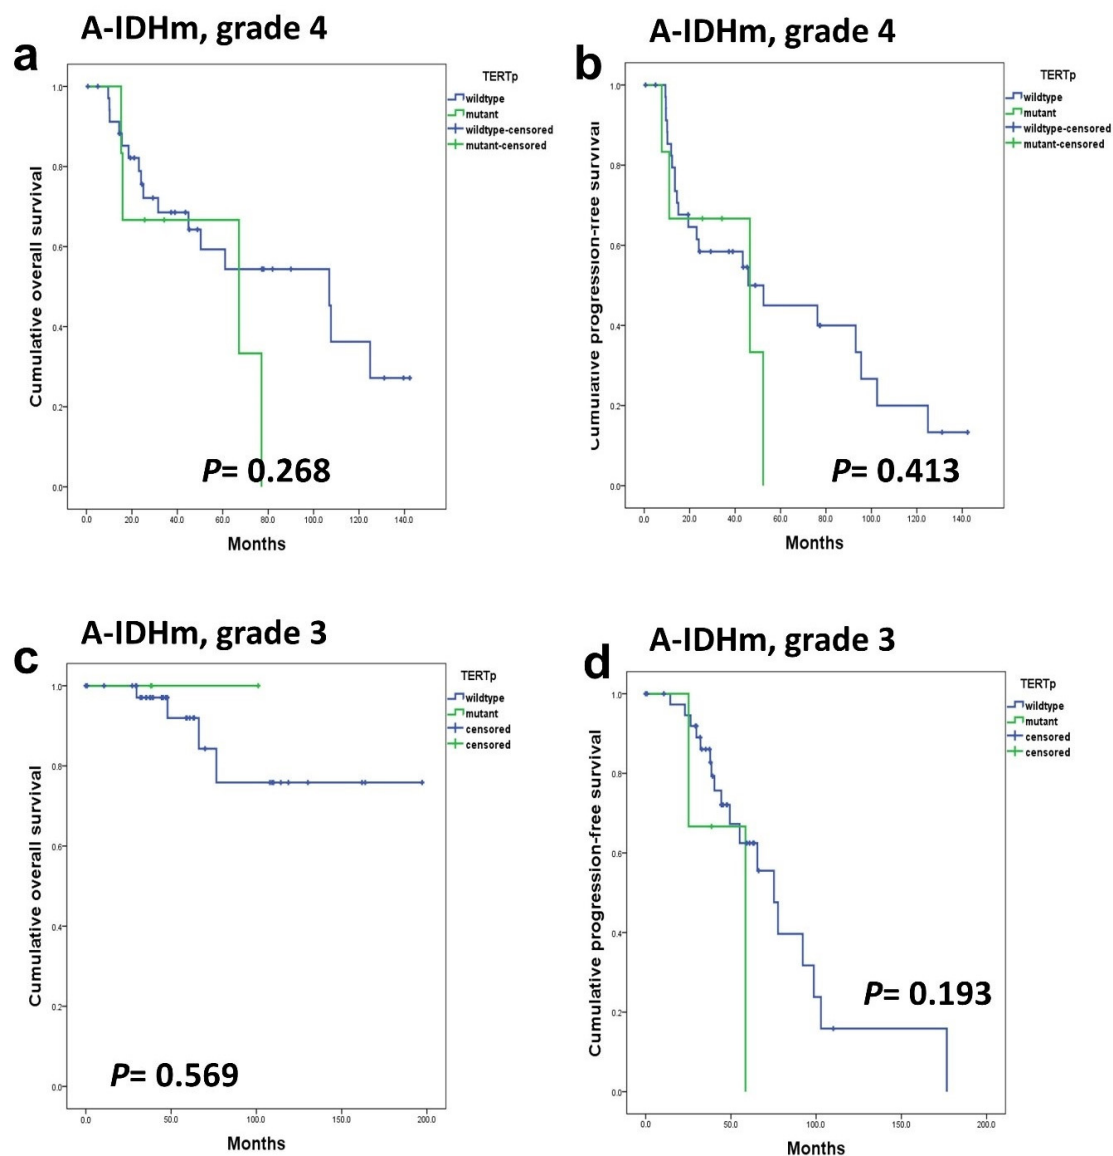 A-IDHm, grade 4
a
Cumulative overall survival
1.0
0.8
0.6
0.4
0.2
0.0
0.0 20.0 40.0 60.0 80.0 100.0 120.0 140.0
Months
TERTp
wildtype
mutant
wildtype-censored
mutant-censored
P= 0.268
A-IDHm, grade 4
b
Cumulative progression-free survival
1.0
0.8
0.6
0.4
0.2
0.0
0.0 20.0 40.0 60.0 80.0 100.0 120.0 140.0
Months
TERTp
wildtype
mutant
wildtype-censored
mutant-censored
P= 0.413
A-IDHm, grade 3
c
Cumulative overall survival
1.0
0.8
0.6
0.4
0.2
0.0
0.0 50.0 100.0 150.0 200.0
Months
TERTp
wildtype
mutant
censored
censored
P= 0.569
A-IDHm, grade 3
d
Cumulative progression-free survival
1.0
0.8
0.6
0.4
0.2
0.0
0.0 50.0 100.0 150.0 200.0
Months
TERTp
wildtype
mutant
censored
censored
P= 0.193